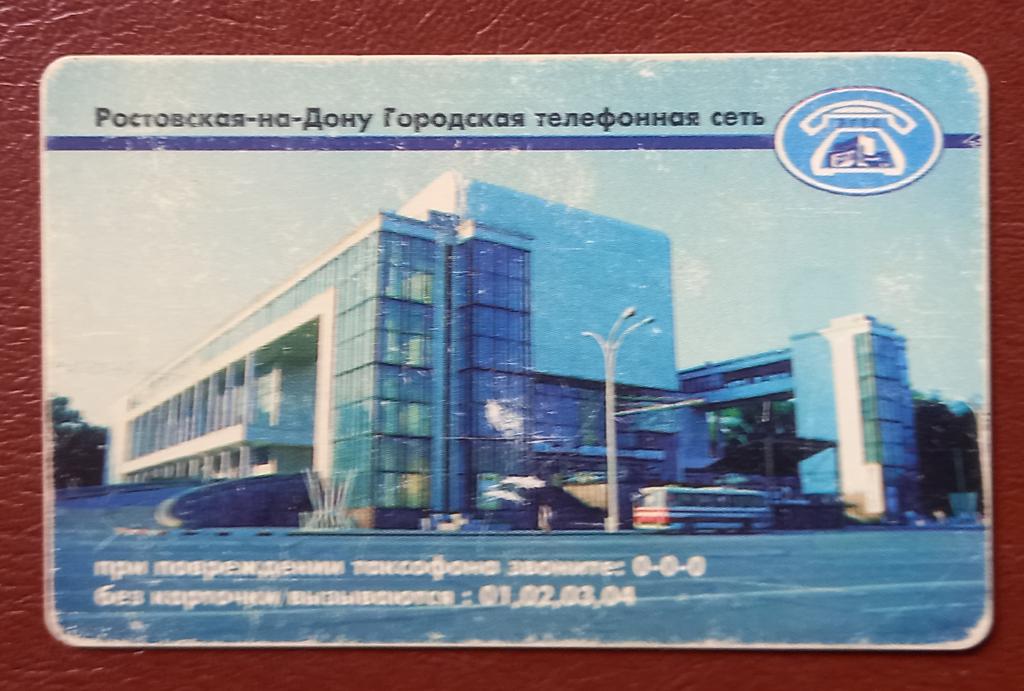 Ростовская-на-Дону Городская телефонная сеть
при повреждении таксофона звоните: 0-0-0
без карточки вызываются : 01,02,03,04